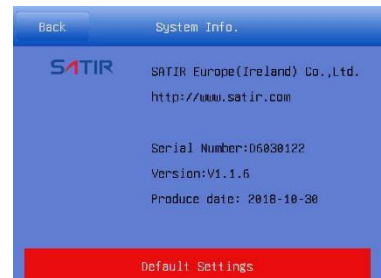 Back
System Info.
SATIR
SATIR Europe(Ireland) Co.,Ltd.
http://www.satir.com
Serial Number:D6030122
Version:V1.1.6
Produce date: 2018-10-30
Default Settings